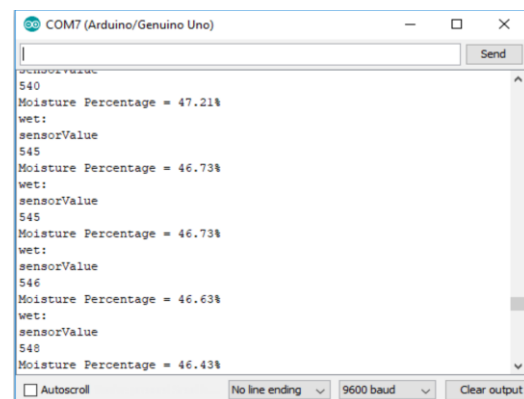 COM7 (Arduino/Genuino Uno)
Send
sensorValue
540
Moisture Percentage = 47.21%
wet:
sensorValue
545
Moisture Percentage = 46.73%
wet:
sensorValue
545
Moisture Percentage = 46.73%
wet:
sensorValue
546
Moisture Percentage = 46.63%
wet:
sensorValue
548
Moisture Percentage = 46.43%
Autoscroll No line ending 9600 baud Clear output